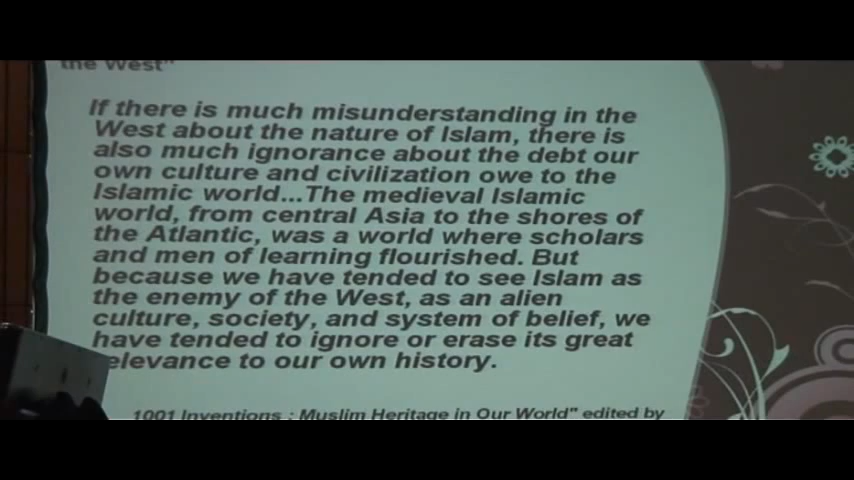 the West"
If there is much misunderstanding in the
West about the nature of Islam, there is
also much ignorance about the debt our
own culture and civilization owe to the
Islamic world...The medieval Islamic
world, from central Asia to the shores of
the Atlantic, was a world where scholars
and men of learning flourished. But
because we have tended to see Islam as
the enemy of the West, as an alien
culture, society, and system of belief, we
have tended to ignore or erase its great
elevance to our own history.
1001 Inventions : Muslim Heritage in Our World" edited by